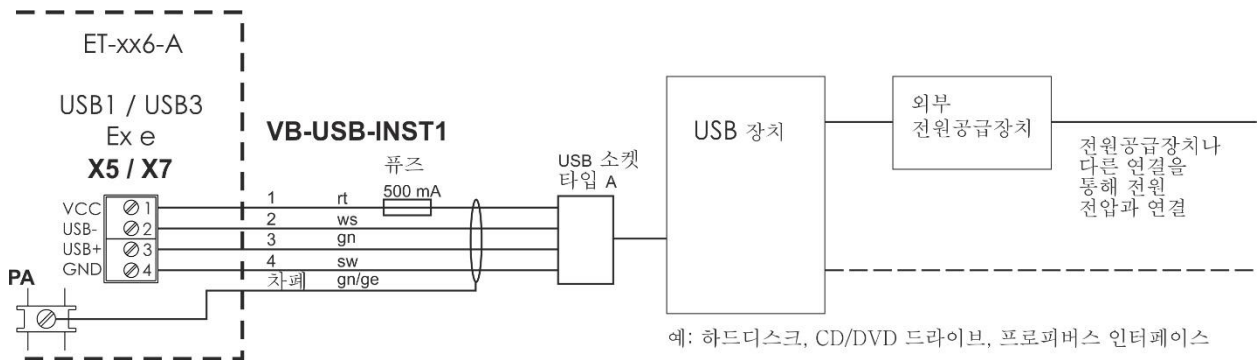 ET-xx6-A
USB1 / USB3
Ex e
X5 / X7
VCC 1
USB- 2
USB+ 3
GND 4
PA
VB-USB-INST1
퓨즈
500 mA
1 rt
2 ws
3 gn
4 sw
차폐 gn/ge
USB 소켓
타입 A
USB 장치
외부
전원공급장치
전원공급장치나
다른 연결을
통해 전원
전압과 연결
예: 하드디스크, CD/DVD 드라이브, 프로피버스 인터페이스